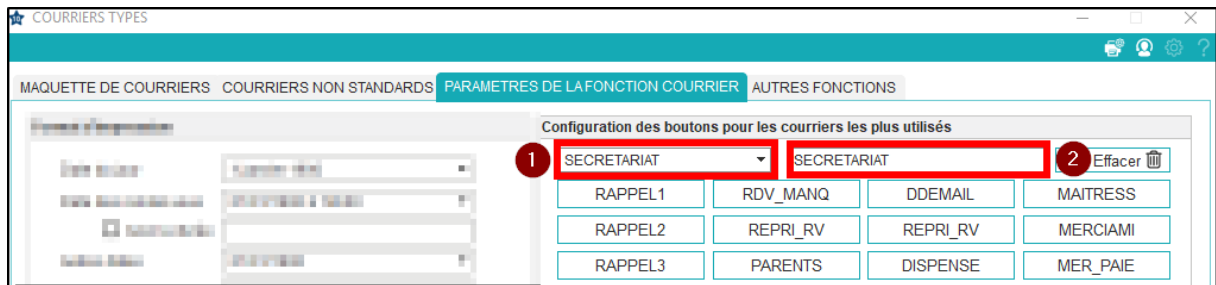 COURRIERS TYPES
MAQUETTE DE COURRIERS COURRIERS NON STANDARDS PARAMETRES DE LA FONCTION COURRIER AUTRES FONCTIONS
Configuration des boutons pour les courriers les plus utilisés
1 SECRETARIAT SECRETARIAT 2 Effacer
RAPPEL1 RDV_MANQ DDEMAIL MAITRESS
RAPPEL2 REPRI_RV REPRI_RV MERCIAMI
RAPPEL3 PARENTS DISPENSE MER_PAIE